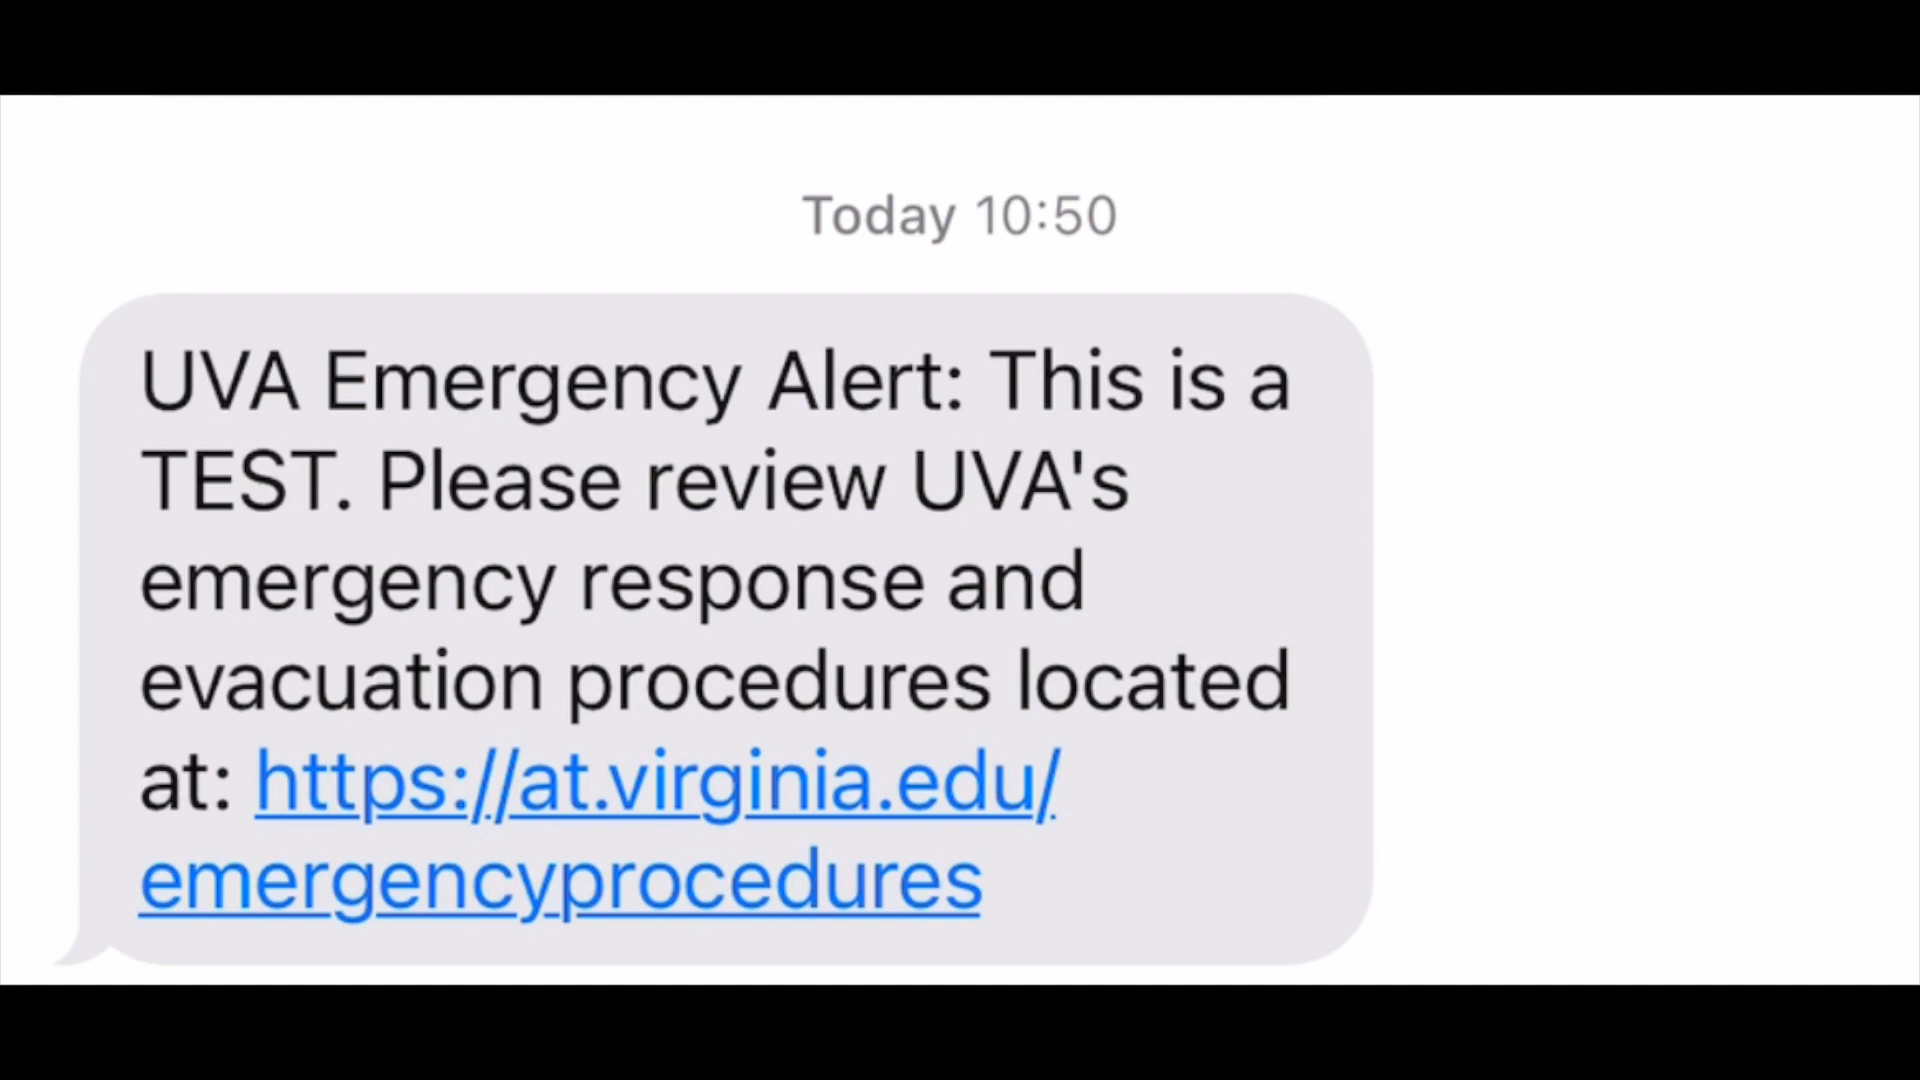 Today 10:50
UVA Emergency Alert: This is a
TEST. Please review UVA's
emergency response and
evacuation procedures located
at: https://at.virginia.edu/
emergencyprocedures